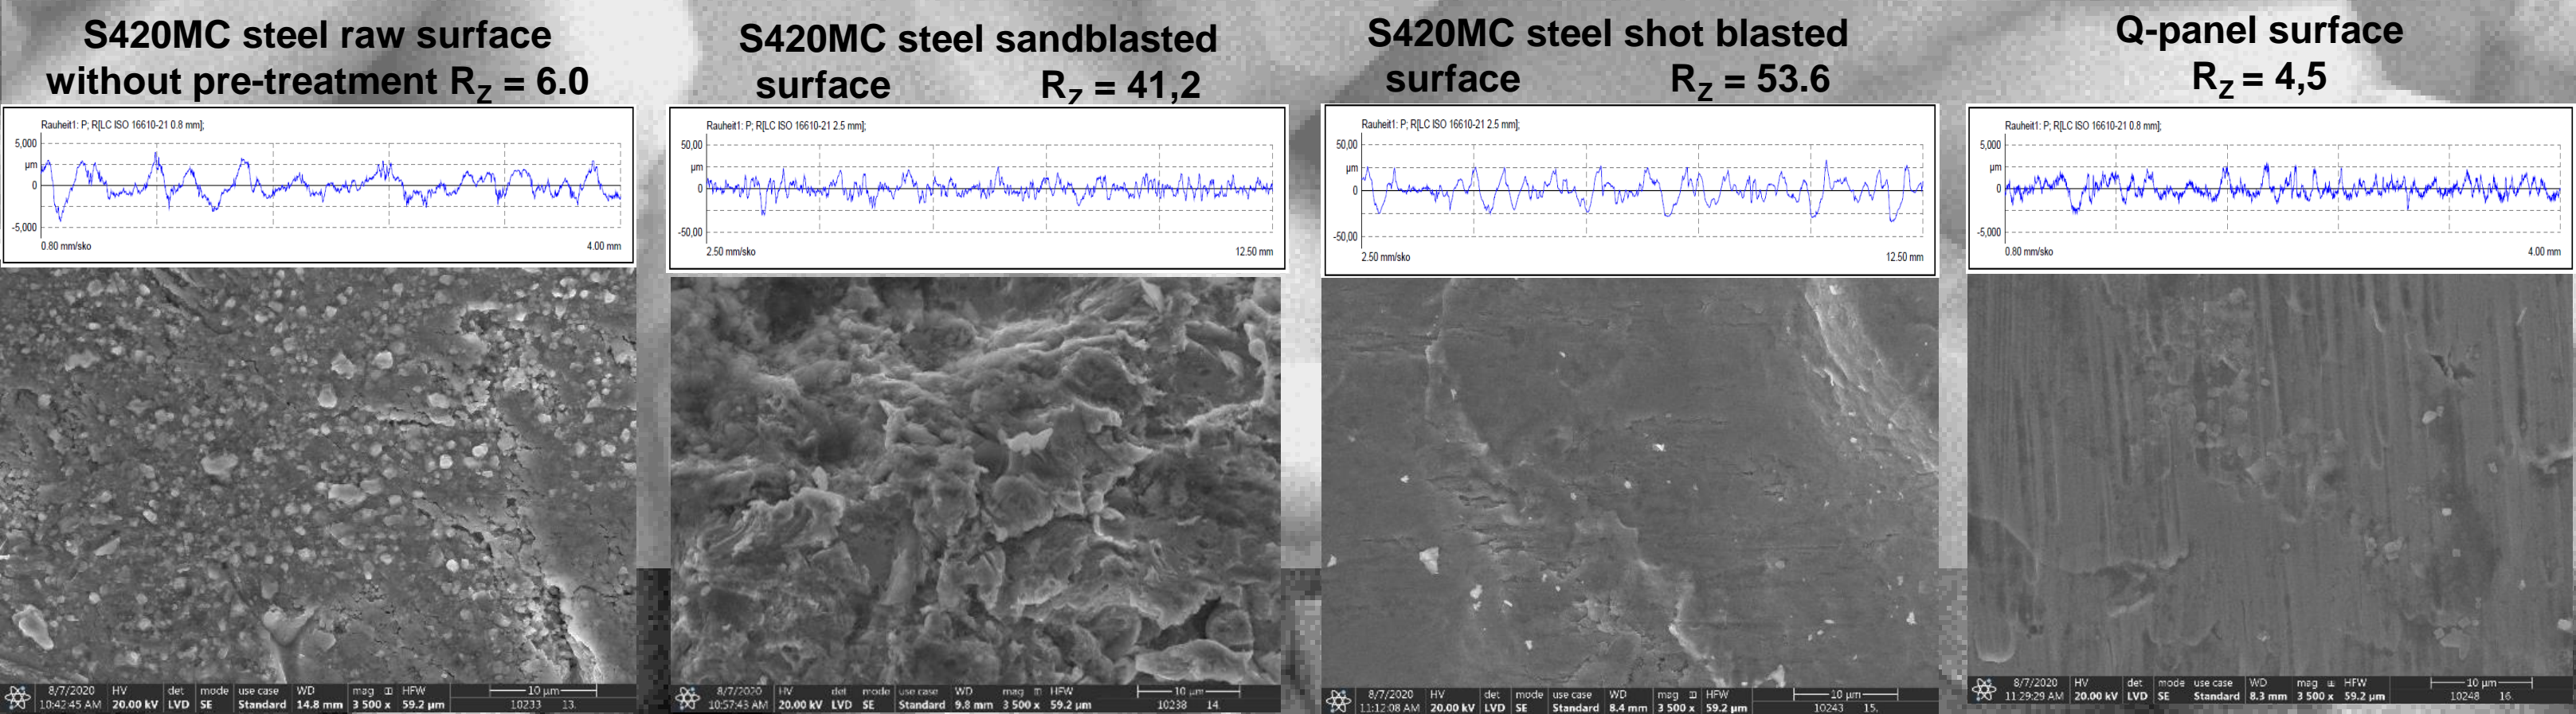 S420MC steel raw surface
without pre-treatment RZ = 6.0
Rauheit1: P; R[LC ISO 16610-21 0.8 mm];
5,000
µm
0
-5,000
0.80 mm/sko 4.00 mm
8/7/2020 HV det mode use case WD mag HFW 10 µm
10:42:45 AM 20.00 kV LVD SE Standard 14.8 mm 3 500 x 59.2 µm 10233 13.
S420MC steel sandblasted
surface RZ = 41,2
Rauheit1: P; R[LC ISO 16610-21 2.5 mm];
50,00
µm
0
-50,00
2.50 mm/sko 12.50 mm
8/7/2020 HV det mode use case WD mag HFW 10 µm
10:57:43 AM 20.00 kV LVD SE Standard 9.8 mm 3 500 x 59.2 µm 10238 14.
S420MC steel shot blasted
surface RZ = 53.6
Rauheit1: P; R[LC ISO 16610-21 2.5 mm];
50,00
µm
0
-50,00
2.50 mm/sko 12.50 mm
8/7/2020 HV det mode use case WD mag HFW 10 µm
11:12:08 AM 20.00 kV LVD SE Standard 8.4 mm 3 500 x 59.2 µm 10243 15.
Q-panel surface
RZ = 4,5
Rauheit1: P; R[LC ISO 16610-21 0.8 mm];
5,000
µm
0
-5,000
0.80 mm/sko 4.00 mm
8/7/2020 HV det mode use case WD mag HFW 10 µm
11:29:29 AM 20.00 kV LVD SE Standard 8.3 mm 3 500 x 59.2 µm 10248 16.